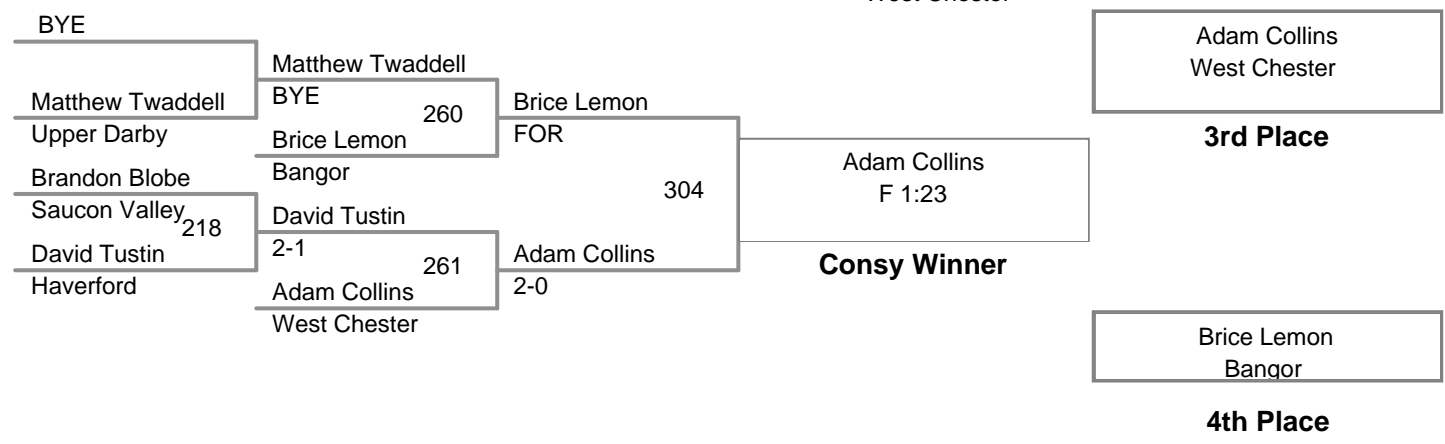 West Chester
BYE
Matthew Twaddell
Upper Darby
Brandon Blobe
Saucon Valley
218
David Tustin
Haverford
Matthew Twaddell
BYE
260
Brice Lemon
Bangor
David Tustin
2-1
261
Adam Collins
West Chester
Brice Lemon
FOR
304
Adam Collins
2-0
Adam Collins
F 1:23
Consy Winner
Adam Collins
West Chester
3rd Place
Brice Lemon
Bangor
4th Place